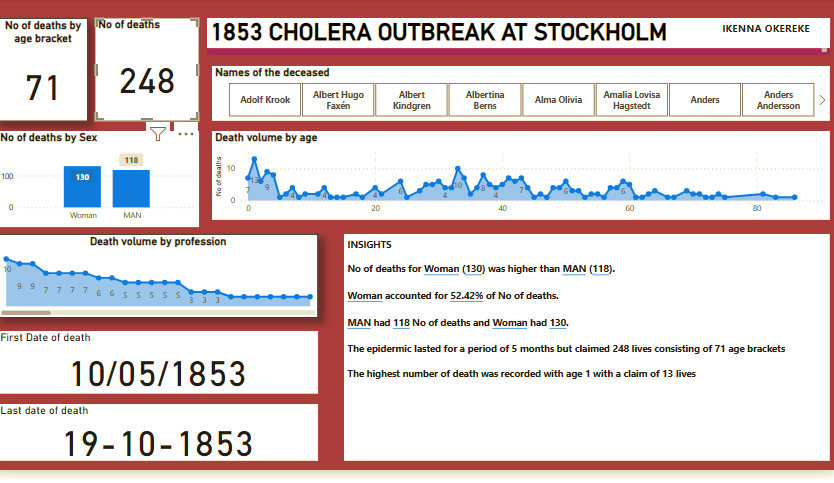 No of deaths by
age bracket
71
No of deaths
248
1853 CHOLERA OUTBREAK AT STOCKHOLM
IKENNA OKEREKE
Names of the deceased
Adolf Krook
Albert Hugo
Faxén
Albert
Kindgren
Albertina
Berns
Alma Olivia
Amalia Lovisa
Hagstedt
Anders
Anders
Andersson
No of deaths by Sex
100
0
130
118
Woman
MAN
Death volume by age
No of deaths
10
0
7
13
9
4
4
4
6
4
10
8
4
7
6
6
0
20
40
60
80
Death volume by profession
10
9
9
7
7
7
7
6
6
5
5
5
5
5
3
3
3
INSIGHTS
No of deaths for Woman (130) was higher than MAN (118).
Woman accounted for 52.42% of No of deaths.
MAN had 118 No of deaths and Woman had 130.
The epidermic lasted for a period of 5 months but claimed 248 lives consisting of 71 age brackets
The highest number of death was recorded with age 1 with a claim of 13 lives
First Date of death
10/05/1853
Last date of death
19-10-1853